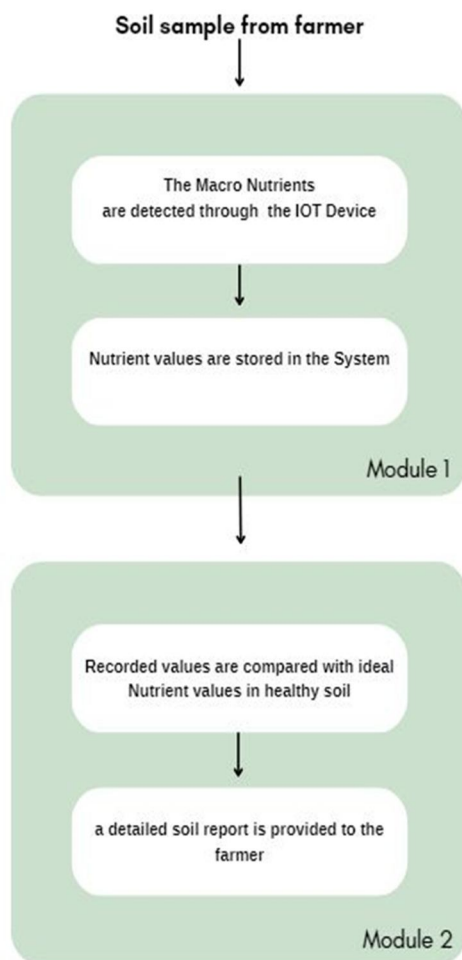 Soil sample from farmer
The Macro Nutrients
are detected through the IOT Device
Nutrient values are stored in the System
Module 1
Recorded values are compared with ideal
Nutrient values in healthy soil
a detailed soil report is provided to the
farmer
Module 2